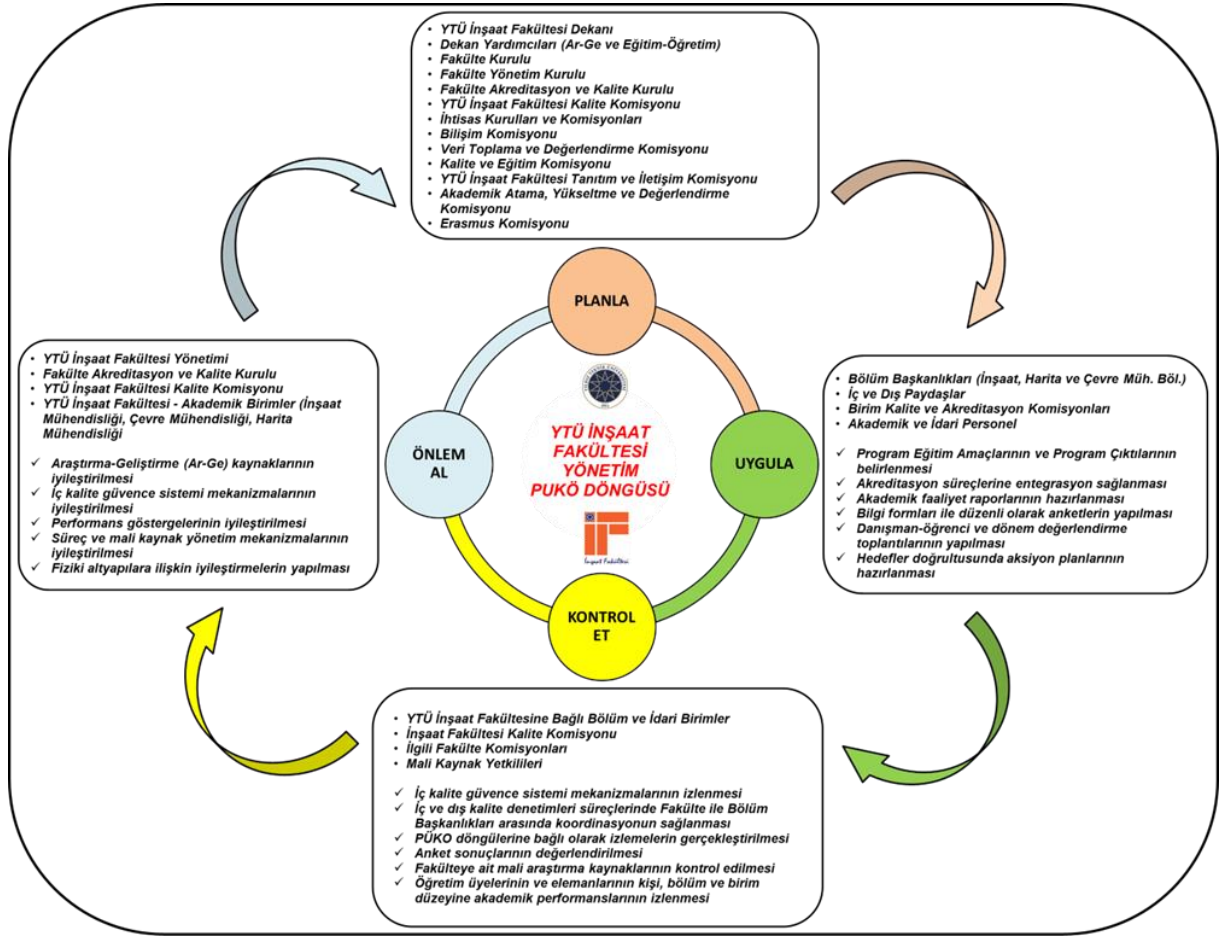 • YTÜ İnşaat Fakültesi Dekanı
• Dekan Yardımcıları (Ar-Ge ve Eğitim-Öğretim)
• Fakülte Kurulu
• Fakülte Yönetim Kurulu
• Fakülte Akreditasyon ve Kalite Kurulu
• YTÜ İnşaat Fakültesi Kalite Komisyonu
• İhtisas Kurulları ve Komisyonları
• Bilişim Komisyonu
• Veri Toplama ve Değerlendirme Komisyonu
• Kalite ve Eğitim Komisyonu
• YTÜ İnşaat Fakültesi Tanıtım ve İletişim Komisyonu
• Akademik Atama, Yükseltme ve Değerlendirme
Komisyonu
• Erasmus Komisyonu
PLANLA
• YTÜ İnşaat Fakültesi Yönetimi
• Fakülte Akreditasyon ve Kalite Kurulu
• YTÜ İnşaat Fakültesi Kalite Komisyonu
• YTÜ İnşaat Fakültesi - Akademik Birimler (İnşaat
Mühendisliği, Çevre Mühendisliği, Harita
Mühendisliği
✓ Araştırma-Geliştirme (Ar-Ge) kaynaklarının
iyileştirilmesi
✓ İç kalite güvence sistemi mekanizmalarının
iyileştirilmesi
✓ Performans göstergelerinin iyileştirilmesi
✓ Süreç ve mali kaynak yönetim mekanizmalarının
iyileştirilmesi
✓ Fiziki altyapılara ilişkin iyileştirmelerin yapılması
ÖNLEM
AL
YTÜ İNŞAAT
FAKÜLTESİ
YÖNETİM
PUKÖ DÖNGÜSÜ
İnşaat Fakültesi
UYGULA
• Bölüm Başkanlıkları (İnşaat, Harita ve Çevre Müh. Böl.)
• İç ve Dış Paydaşlar
• Birim Kalite ve Akreditasyon Komisyonları
• Akademik ve İdari Personel
✓ Program Eğitim Amaçlarının ve Program Çıktılarının
belirlenmesi
✓ Akreditasyon süreçlerine entegrasyon sağlanması
✓ Akademik faaliyet raporlarının hazırlanması
✓ Bilgi formları ile düzenli olarak anketlerin yapılması
✓ Danışman-öğrenci ve dönem değerlendirme
toplantılarının yapılması
✓ Hedefler doğrultusunda aksiyon planlarının
hazırlanması
KONTROL
ET
• YTÜ İnşaat Fakültesine Bağlı Bölüm ve İdari Birimler
• İnşaat Fakültesi Kalite Komisyonu
• İlgili Fakülte Komisyonları
• Mali Kaynak Yetkilileri
✓ İç kalite güvence sistemi mekanizmalarının izlenmesi
✓ İç ve dış kalite denetimleri süreçlerinde Fakülte ile Bölüm
Başkanlıkları arasında koordinasyonun sağlanması
✓ PÜKO döngülerine bağlı olarak izlemelerin gerçekleştirilmesi
✓ Anket sonuçlarının değerlendirilmesi
✓ Fakülteye ait mali araştırma kaynaklarının kontrol edilmesi
✓ Öğretim üyelerinin ve elemanlarının kişi, bölüm ve birim
düzeyine akademik performanslarının izlenmesi